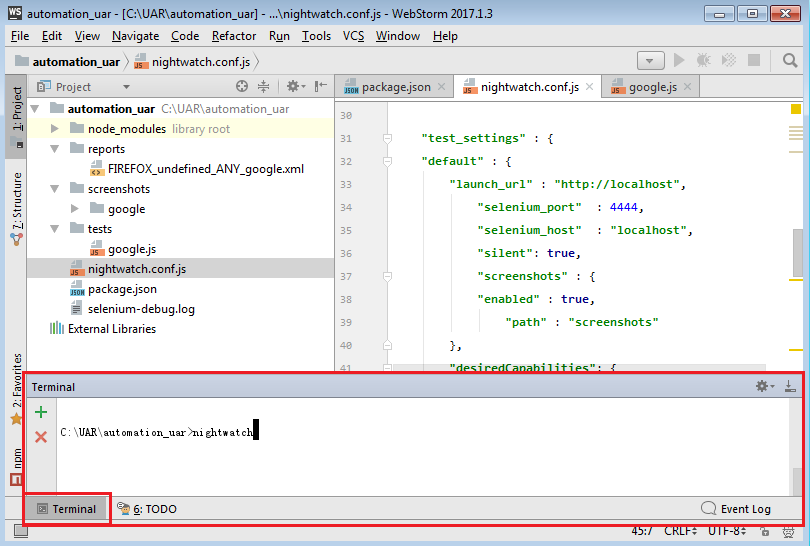 WS automation_uar - [C:\UAR\automation_uar] - ...\nightwatch.conf.js - WebStorm 2017.1.3
File Edit View Navigate Code Refactor Run Tools VCS Window Help
automation_uar nightwatch.conf.js
1: Project
7: Structure
2: Favorites
npm
Project
automation_uar C:\UAR\automation_uar
node_modules library root
reports
FIREFOX_undefined_ANY_google.xml
screenshots
google
tests
google.js
nightwatch.conf.js
package.json
selenium-debug.log
External Libraries
package.json nightwatch.conf.js google.js
30
31 "test_settings" : {
32 "default" : {
33 "launch_url" : "http://localhost",
34 "selenium_port" : 4444,
35 "selenium_host" : "localhost",
36 "silent": true,
37 "screenshots" : {
38 "enabled" : true,
39 "path" : "screenshots"
40 },
41 "desiredCapabilities": {
Terminal
C:\UAR\automation_uar>nightwatch
Terminal 6: TODO Event Log
45:7 CRLF UTF-8